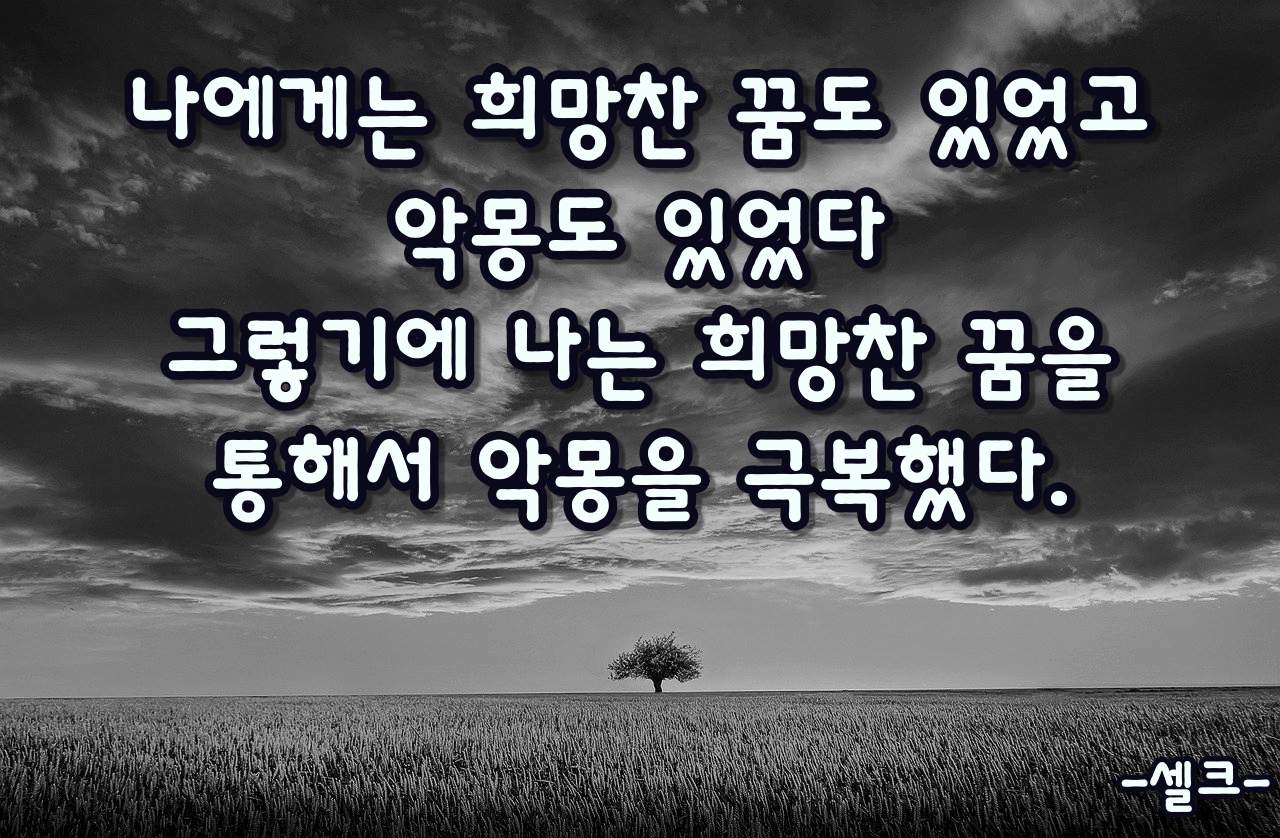 나에게는 희망찬 꿈도 있었고
악몽도 있었다
그렇기에 나는 희망찬 꿈을
통해서 악몽을 극복했다.
-셀크-